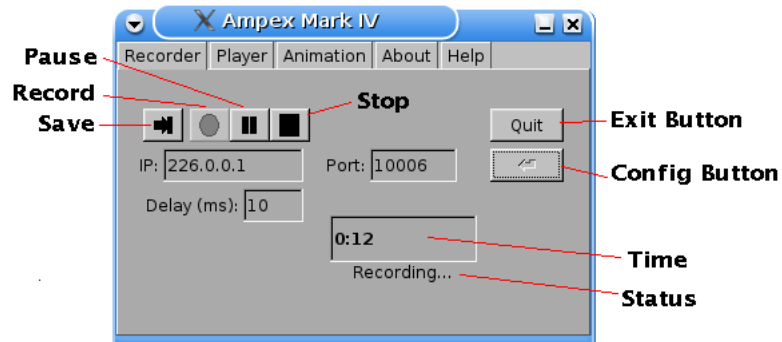 Ampex Mark IV
Recorder Player Animation About Help
Pause
Record
Save
Stop
Quit
Exit Button
IP: 226.0.0.1 Port: 10006
Config Button
Delay (ms): 10
0:12
Time
Recording...
Status